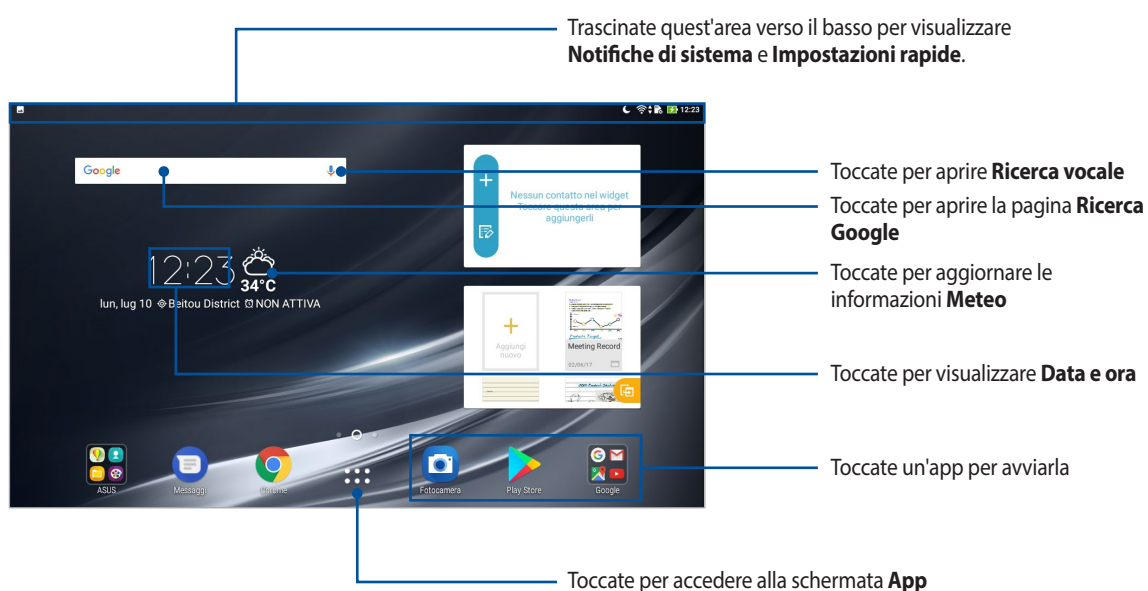 Trascinate quest'area verso il basso per visualizzare
Notifiche di sistema e Impostazioni rapide.
12:23
Google
Nessun contatto nel widget
Toccare questa area per
aggiungerli
Toccate per aprire Ricerca vocale
Toccate per aprire la pagina Ricerca
Google
12:23
34°C
lun, lug 10 Beitou District NON ATTIVA
Toccate per aggiornare le
informazioni Meteo
Aggiungi
nuovo
Meeting Record
02/06/17
Toccate per visualizzare Data e ora
ASUS
Messaggi
Chrome
Fotocamera
Play Store
Google
Toccate un'app per avviarla
Toccate per accedere alla schermata App